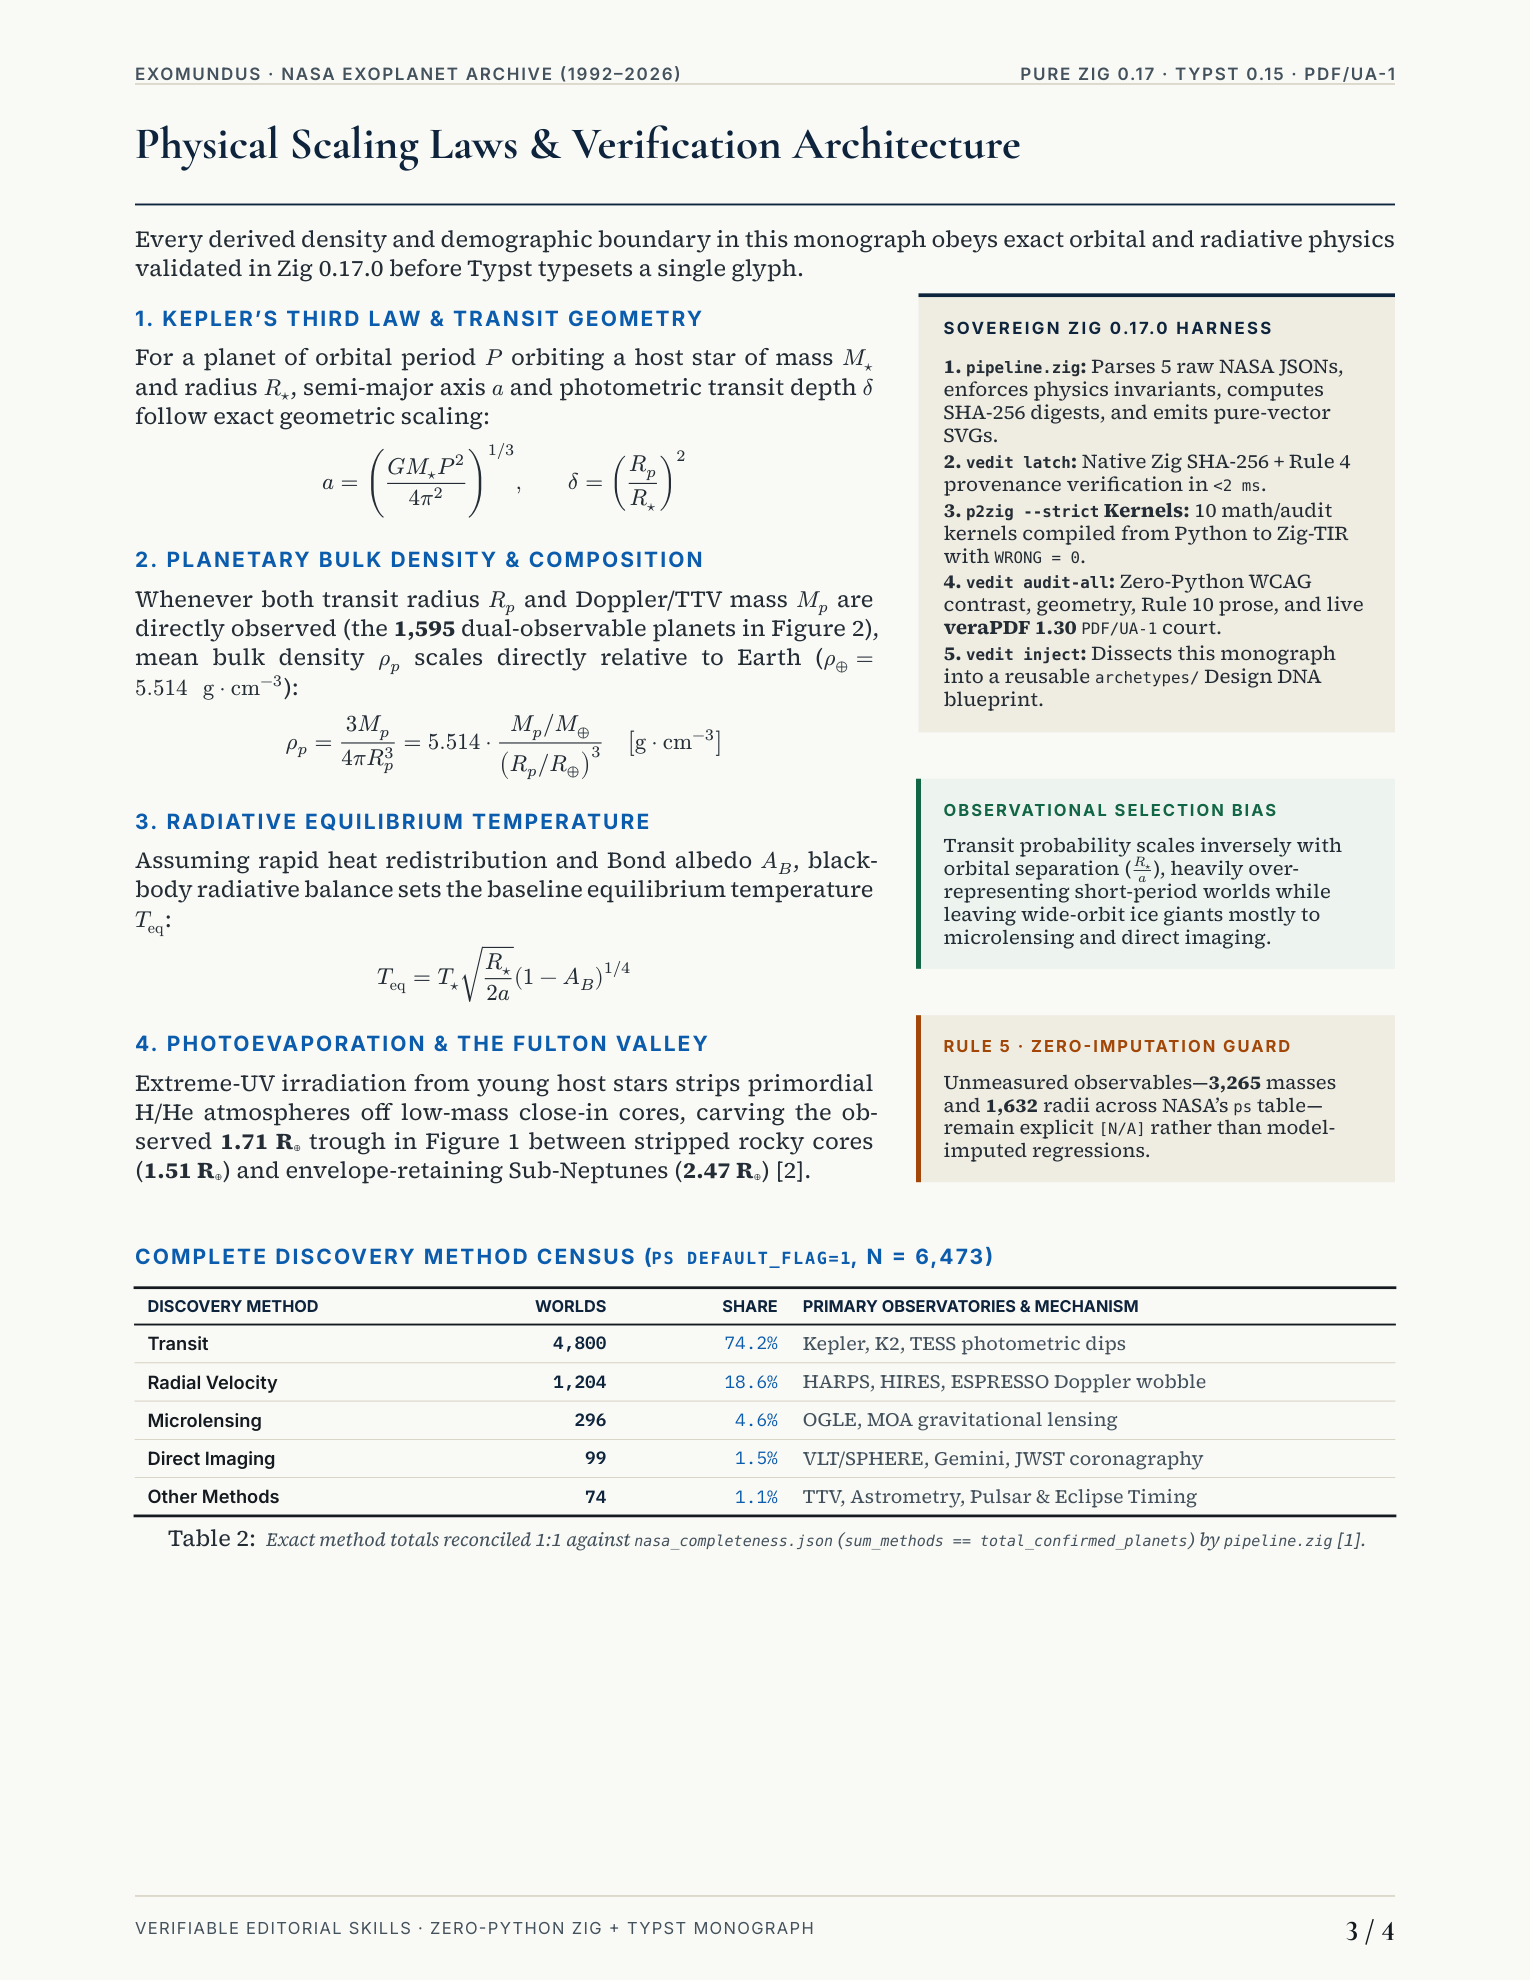 EXOMUNDUS · NASA EXOPLANET ARCHIVE (1992–2026)
PURE ZIG 0.17 · TYPST 0.15 · PDF/UA-1
Physical Scaling Laws & Verification Architecture
Every derived density and demographic boundary in this monograph obeys exact orbital and radiative physics
validated in Zig 0.17.0 before Typst typesets a single glyph.
1. KEPLER’S THIRD LAW & TRANSIT GEOMETRY
For a planet of orbital period P orbiting a host star of mass M⋆
and radius R⋆, semi-major axis a and photometric transit depth δ
follow exact geometric scaling:
a = (GM⋆P²/4π²)^1/3, δ = (Rp/R⋆)²
2. PLANETARY BULK DENSITY & COMPOSITION
Whenever both transit radius Rp and Doppler/TTV mass Mp are
directly observed (the 1,595 dual-observable planets in Figure 2),
mean bulk density ρp scales directly relative to Earth (ρ⊕ =
5.514 g · cm⁻³):
ρp = 3Mp/4πRp³ = 5.514 · Mp/M⊕/(Rp/R⊕)³ [g · cm⁻³]
3. RADIATIVE EQUILIBRIUM TEMPERATURE
Assuming rapid heat redistribution and Bond albedo A_B, black-
body radiative balance sets the baseline equilibrium temperature
Teq:
Teq = T⋆√(R⋆/2a)(1 − A_B)^1/4
4. PHOTOEVAPORATION & THE FULTON VALLEY
Extreme-UV irradiation from young host stars strips primordial
H/He atmospheres off low-mass close-in cores, carving the ob-
served 1.71 R⊕ trough in Figure 1 between stripped rocky cores
(1.51 R⊕) and envelope-retaining Sub-Neptunes (2.47 R⊕) [2].
SOVEREIGN ZIG 0.17.0 HARNESS
1. pipeline.zig: Parses 5 raw NASA JSONs,
enforces physics invariants, computes
SHA-256 digests, and emits pure-vector
SVGs.
2. vedit latch: Native Zig SHA-256 + Rule 4
provenance verification in <2 ms.
3. p2zig --strict Kernels: 10 math/audit
kernels compiled from Python to Zig-TIR
with WRONG = 0.
4. vedit audit-all: Zero-Python WCAG
contrast, geometry, Rule 10 prose, and live
veraPDF 1.30 PDF/UA-1 court.
5. vedit inject: Dissects this monograph
into a reusable archetypes/ Design DNA
blueprint.
OBSERVATIONAL SELECTION BIAS
Transit probability scales inversely with
orbital separation (R⋆/a), heavily over-
representing short-period worlds while
leaving wide-orbit ice giants mostly to
microlensing and direct imaging.
RULE 5 · ZERO-IMPUTATION GUARD
Unmeasured observables—3,265 masses
and 1,632 radii across NASA’s ps table—
remain explicit [N/A] rather than model-
imputed regressions.
COMPLETE DISCOVERY METHOD CENSUS (PS DEFAULT_FLAG=1, N = 6,473)
DISCOVERY METHOD WORLDS SHARE PRIMARY OBSERVATORIES & MECHANISM
Transit 4,800 74.2% Kepler, K2, TESS photometric dips
Radial Velocity 1,204 18.6% HARPS, HIRES, ESPRESSO Doppler wobble
Microlensing 296 4.6% OGLE, MOA gravitational lensing
Direct Imaging 99 1.5% VLT/SPHERE, Gemini, JWST coronagraphy
Other Methods 74 1.1% TTV, Astrometry, Pulsar & Eclipse Timing
Table 2: Exact method totals reconciled 1:1 against nasa_completeness.json (sum_methods == total_confirmed_planets) by pipeline.zig [1].
VERIFIABLE EDITORIAL SKILLS · ZERO-PYTHON ZIG + TYPST MONOGRAPH
3 / 4